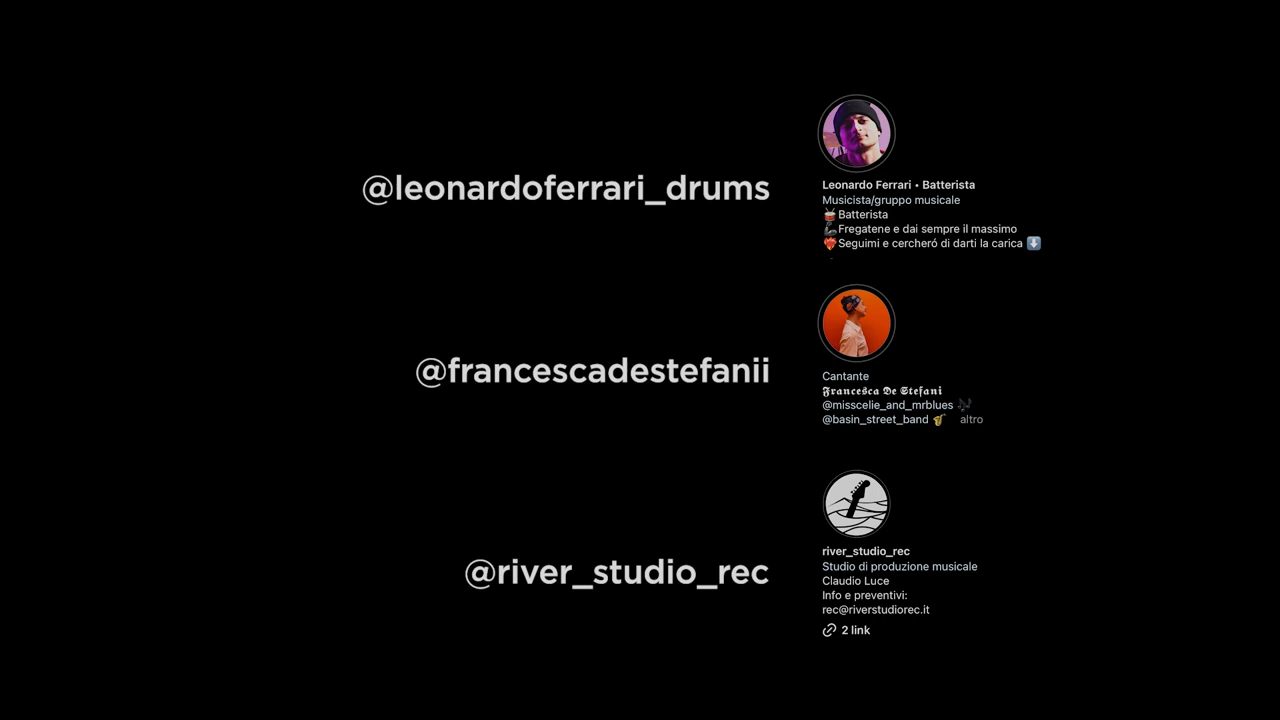 @leonardoferrari_drums
Leonardo Ferrari • Batterista
Musicista/gruppo musicale
🥁Batterista
🦾Fregatene e dai sempre il massimo
❤️‍🔥Seguimi e cercheró di darti la carica ⬇️
@francescadestefanii
Cantante
𝕱𝖗𝖆𝖓𝖈𝖊𝖘𝖈𝖆 𝕯𝖊 𝕾𝖙𝖊𝖋𝖆𝖓𝖎
@misscelie_and_mrblues 🎶
@basin_street_band 🎷 altro
@river_studio_rec
river_studio_rec
Studio di produzione musicale
Claudio Luce
Info e preventivi:
rec@riverstudiorec.it
2 link